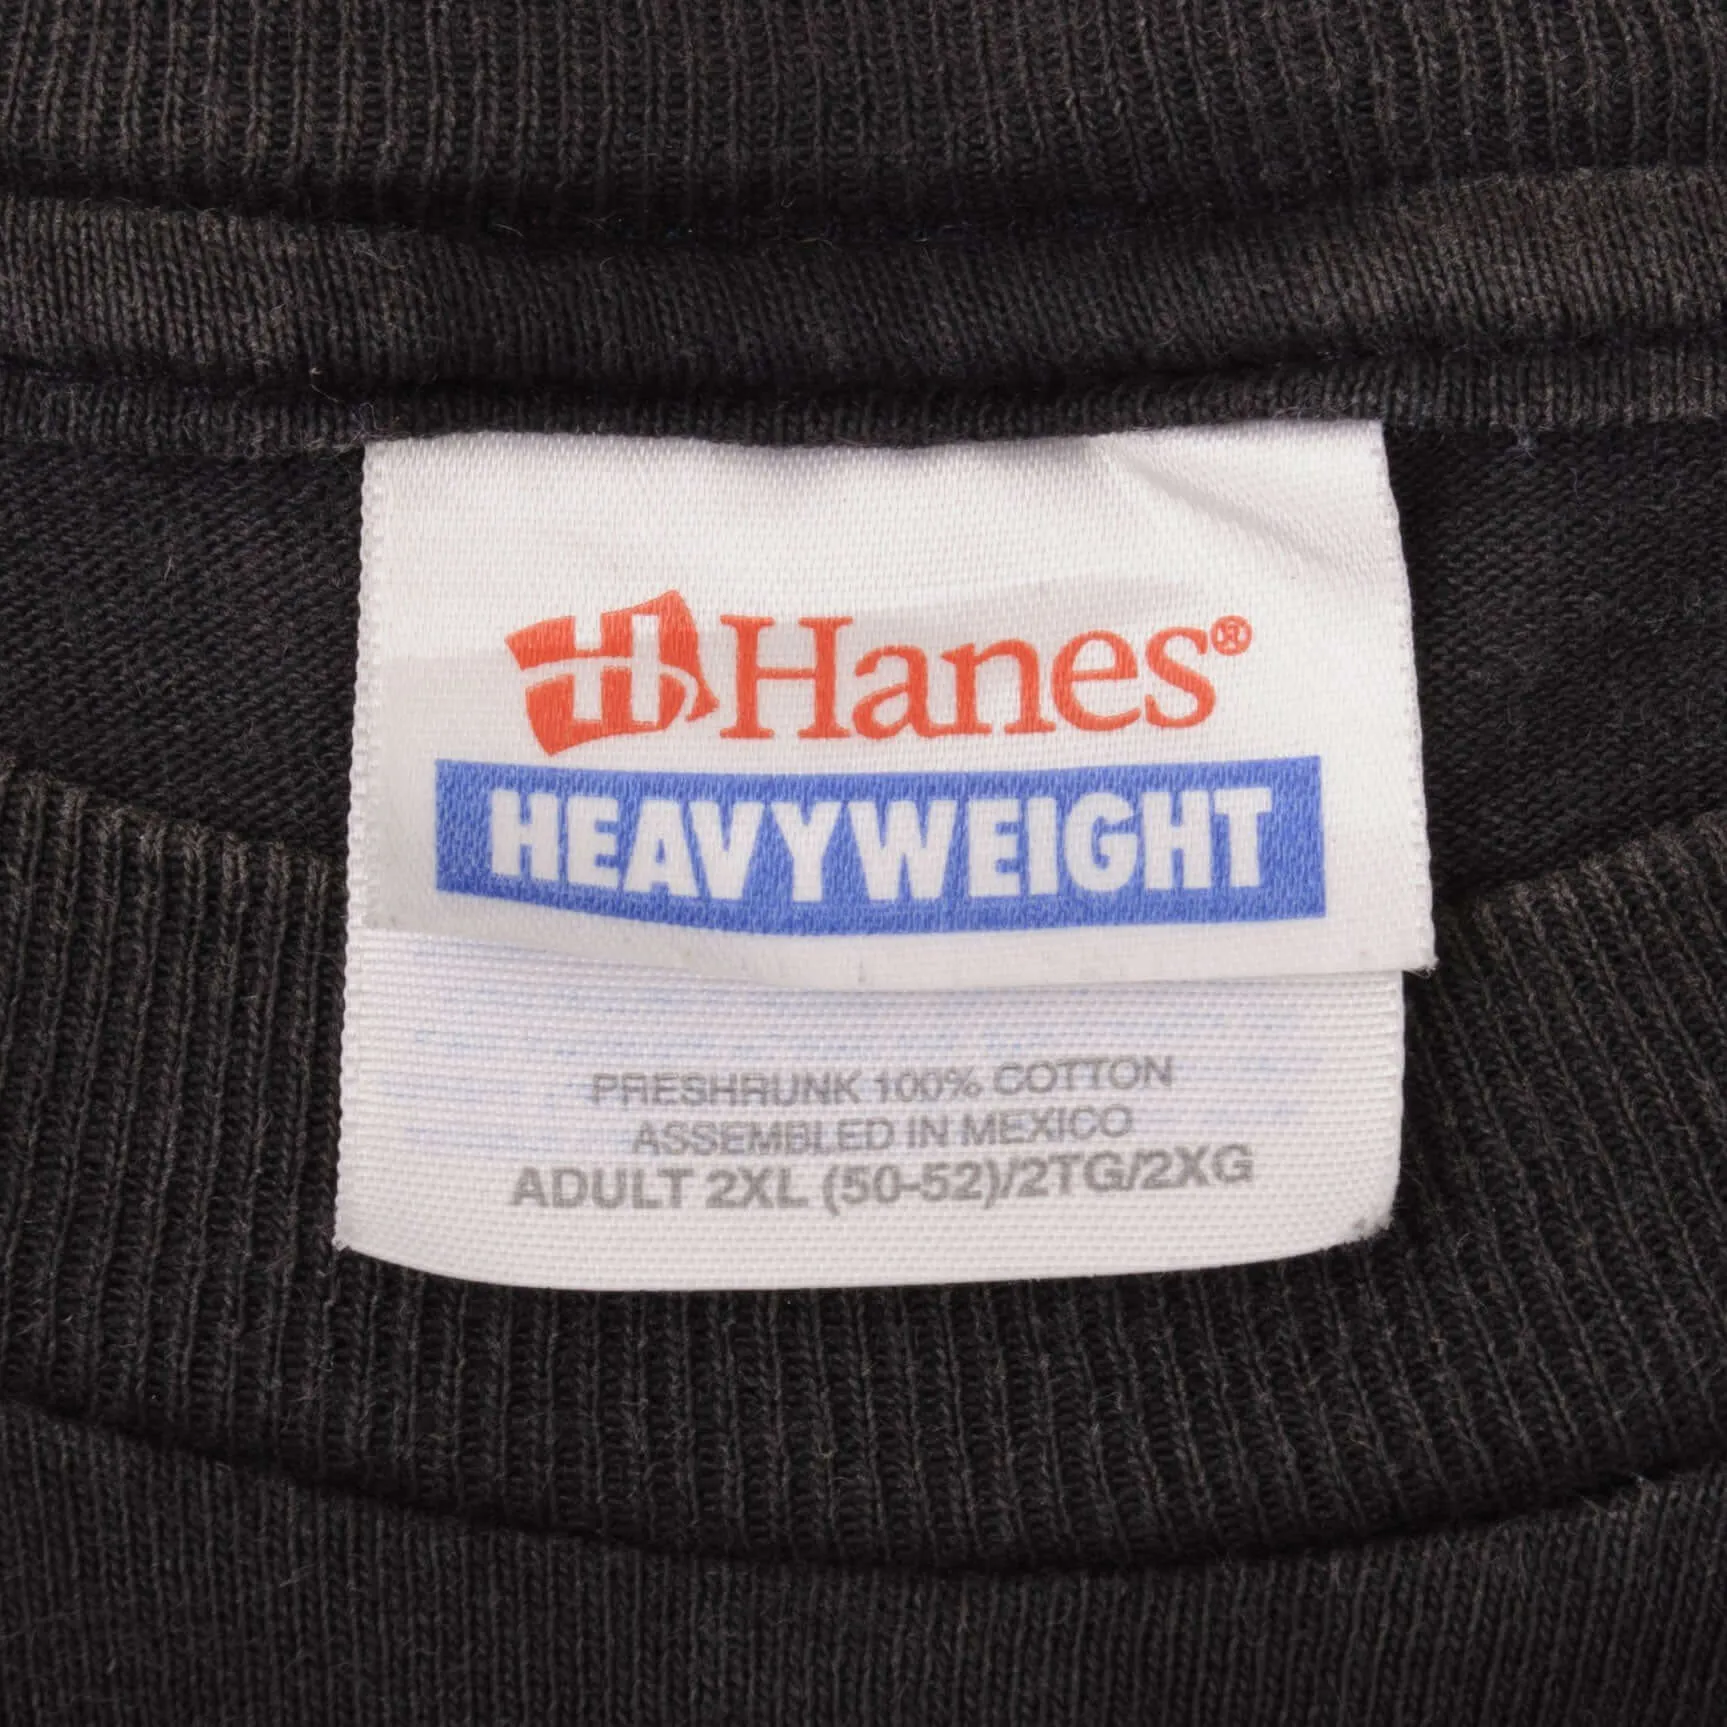 H Hanes®
HEAVYWEIGHT
PRESHRUNK 100% COTTON
ASSEMBLED IN MEXICO
ADULT 2XL (50-52)/2TG/2XG